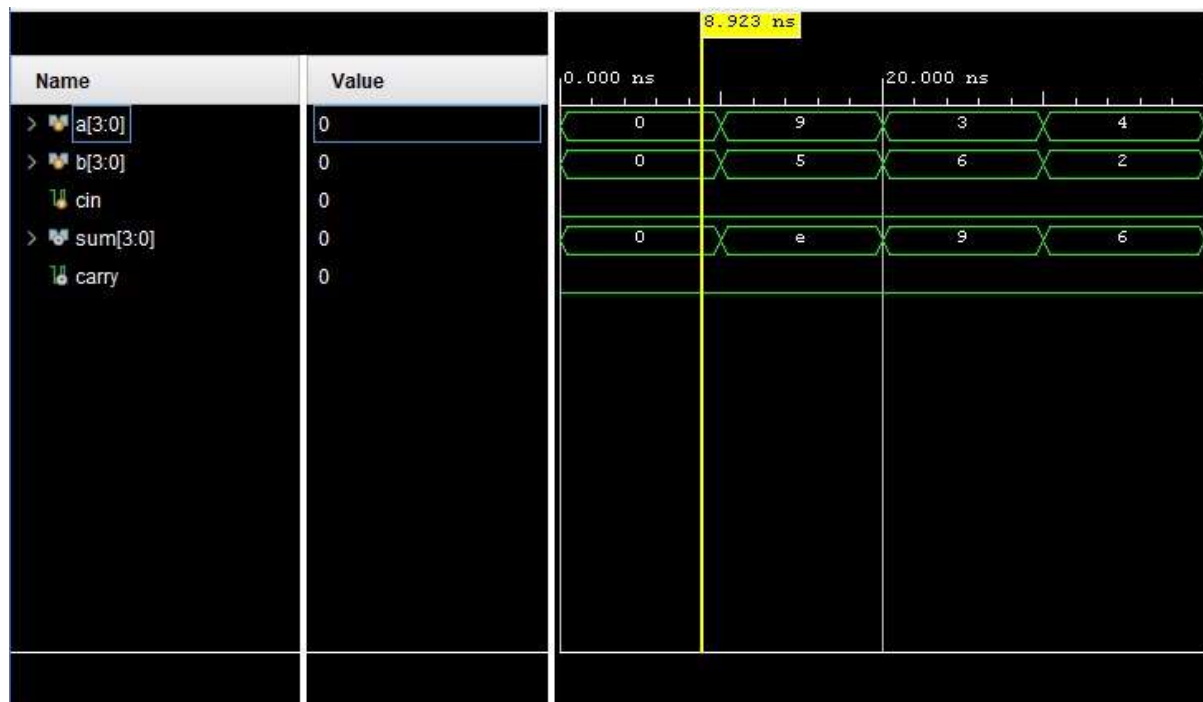 8.923 ns
Name Value 0.000 ns 20.000 ns
a[3:0] 0 0 9 3 4
b[3:0] 0 0 5 6 2
cin 0
sum[3:0] 0 0 e 9 6
carry 0